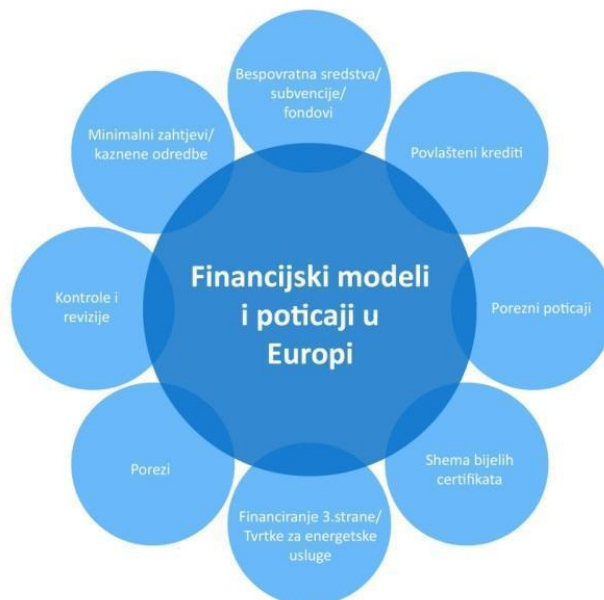 Bespovratna sredstva/
subvencije/
fondovi
Povlašteni krediti
Porezni poticaji
Shema bijelih
certifikata
Financiranje 3.strane/
Tvrtke za energetske
usluge
Porezi
Kontrole i
revizije
Minimalni zahtjevi/
kaznene odredbe
Financijski modeli
i poticaji u
Europi